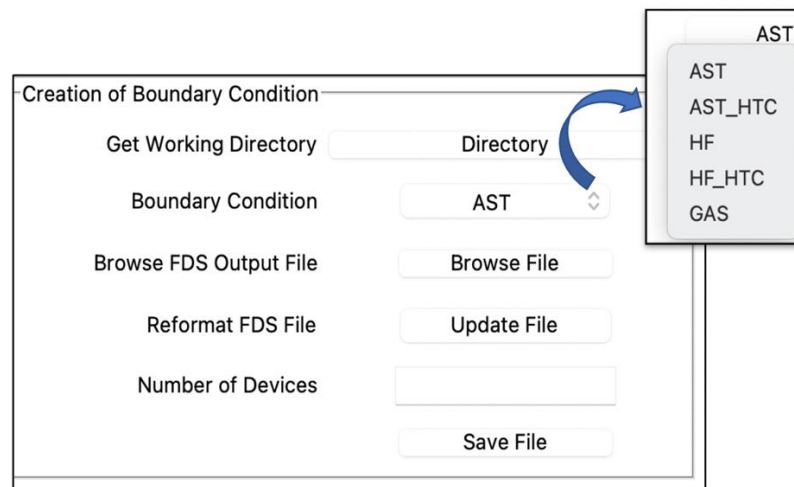 AST
AST
AST_HTC
HF
HF_HTC
GAS
Creation of Boundary Condition
Get Working Directory Directory
Boundary Condition AST
Browse FDS Output File Browse File
Reformat FDS File Update File
Number of Devices
Save File